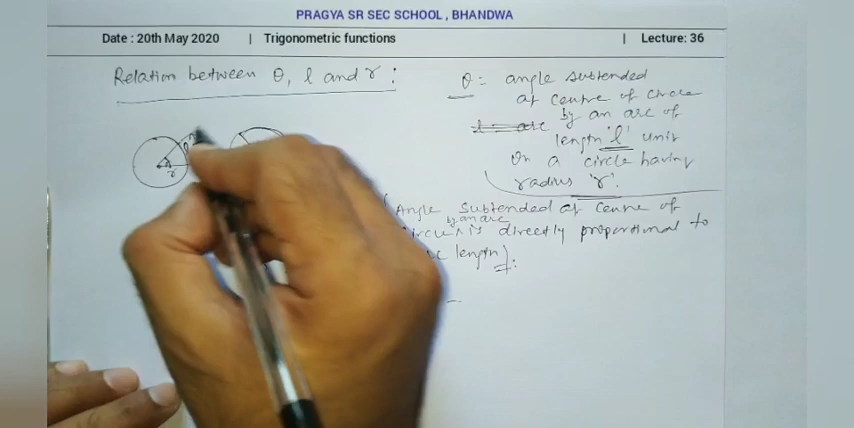 PRAGYA SR SEC SCHOOL , BHANDWA
Date : 20th May 2020 | Trigonometric functions | Lecture: 36
Relation between θ, l and r :
θ = angle subtended
at centre of circle
by an arc of
length 'l' unit
on a circle having
radius 'r'.
l
r
Angle subtended at centre of
by an arc
is directly proportional to
length) :